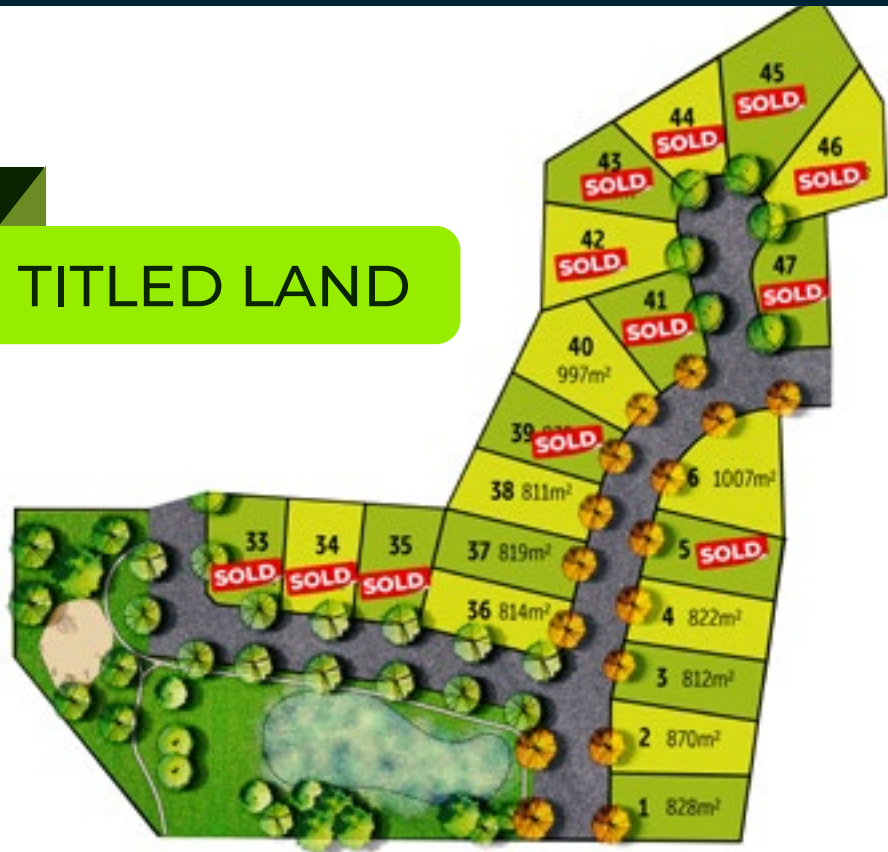 TITLED LAND
45
SOLD.
44
SOLD.
46
SOLD.
43
SOLD.
42
SOLD.
47
SOLD.
41
SOLD.
40
997m²
39
SOLD.
38 811m²
6 1007m²
33
SOLD.
34
SOLD.
35
SOLD.
37 819m²
5 SOLD.
36 814m²
4 822m²
3 812m²
2 870m²
1 828m²